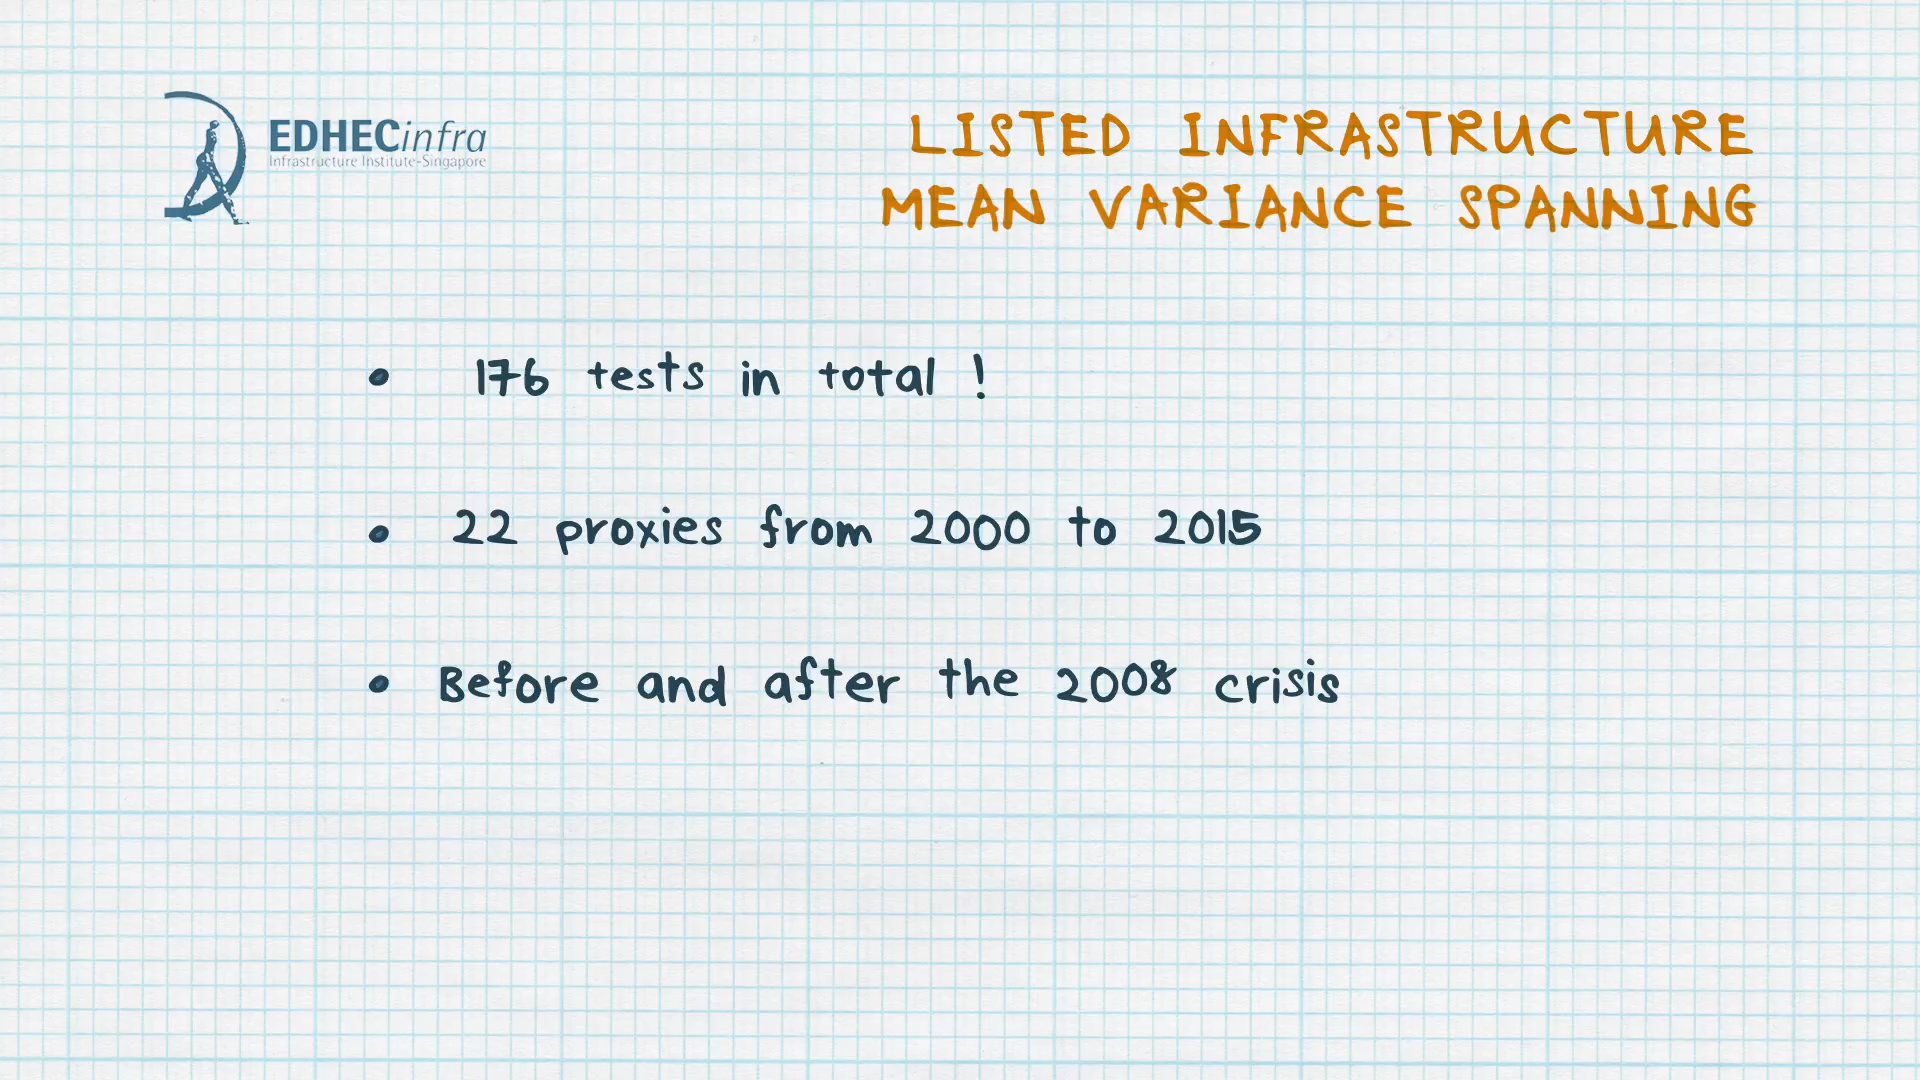 EDHECinfra
Infrastructure Institute-Singapore
LISTED INFRASTRUCTURE
MEAN VARIANCE SPANNING
• 176 tests in total !
• 22 proxies from 2000 to 2015
• Before and after the 2008 crisis